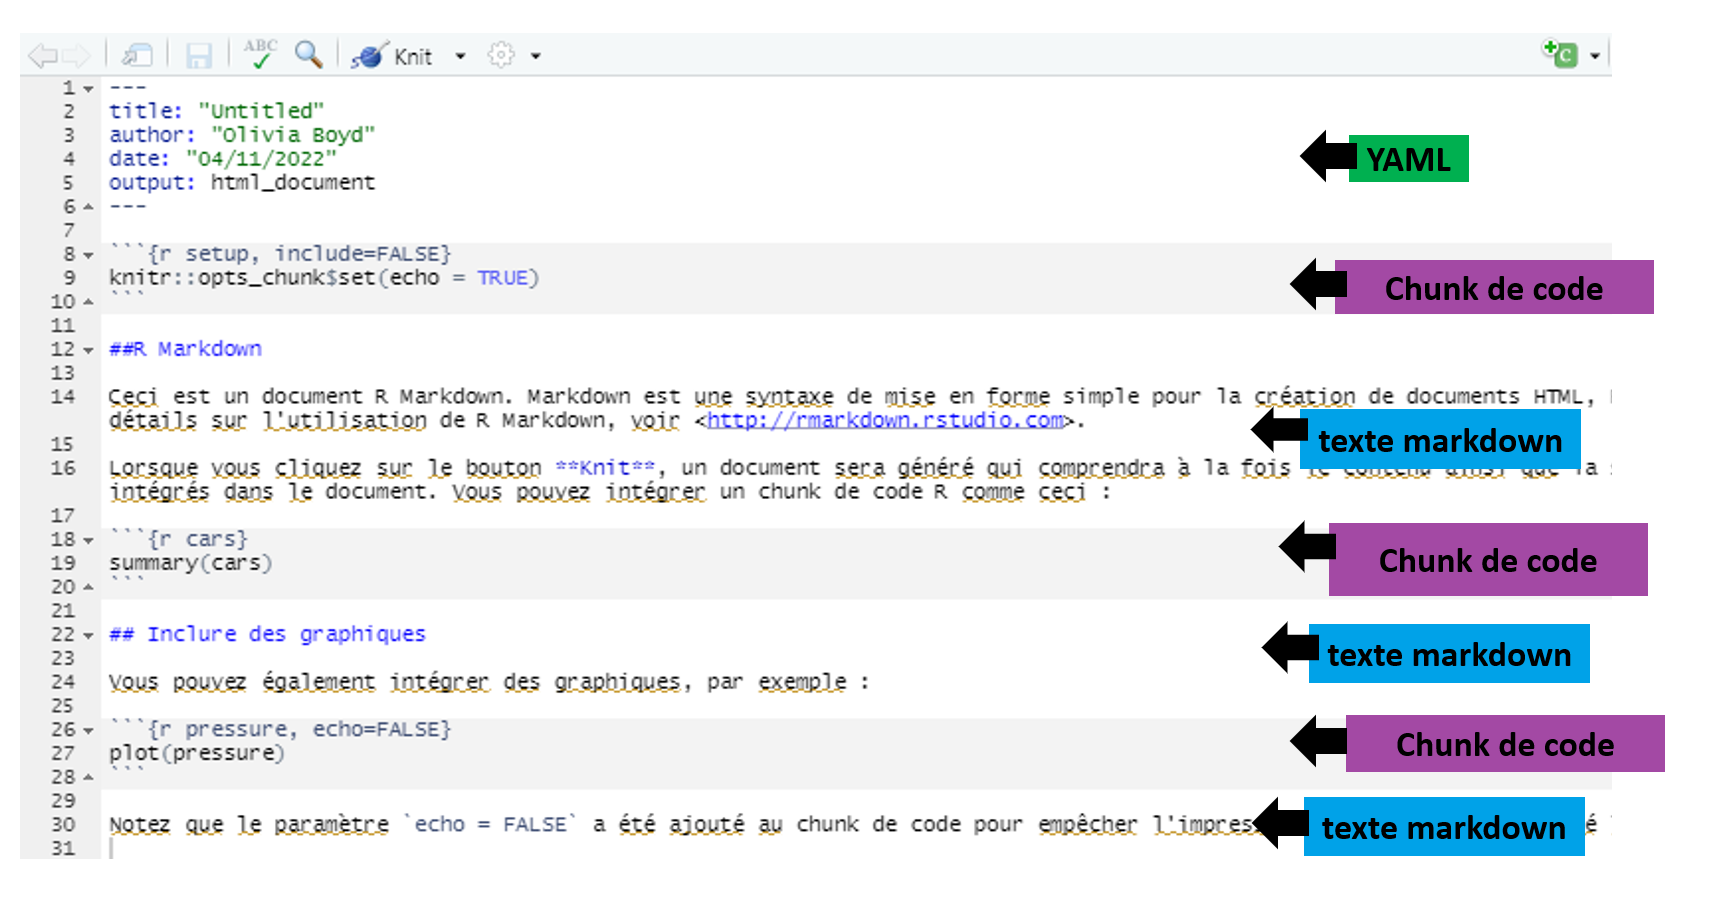 ABC
Knit
C
1 ---
2 title: "Untitled"
3 author: "Olivia Boyd"
4 date: "04/11/2022"
YAML
5 output: html_document
6 ---
7
8 ```{r setup, include=FALSE}
9 knitr::opts_chunk$set(echo = TRUE)
Chunk de code
10 ```
11
12 ##R Markdown
13
14 Ceci est un document R Markdown. Markdown est une syntaxe de mise en forme simple pour la création de documents HTML,
détails sur l'utilisation de R Markdown, voir <http://rmarkdown.rstudio.com>.
texte markdown
15
16 Lorsque vous cliquez sur le bouton **Knit**, un document sera généré qui comprendra à la fois le contenu ainsi que la
intégrés dans le document. Vous pouvez intégrer un chunk de code R comme ceci :
17
18 ```{r cars}
19 summary(cars)
Chunk de code
20 ```
21
22 ## Inclure des graphiques
23
texte markdown
24 Vous pouvez également intégrer des graphiques, par exemple :
25
26 ```{r pressure, echo=FALSE}
27 plot(pressure)
Chunk de code
28 ```
29
30 Notez que le paramètre `echo = FALSE` a été ajouté au chunk de code pour empêcher
texte markdown
31